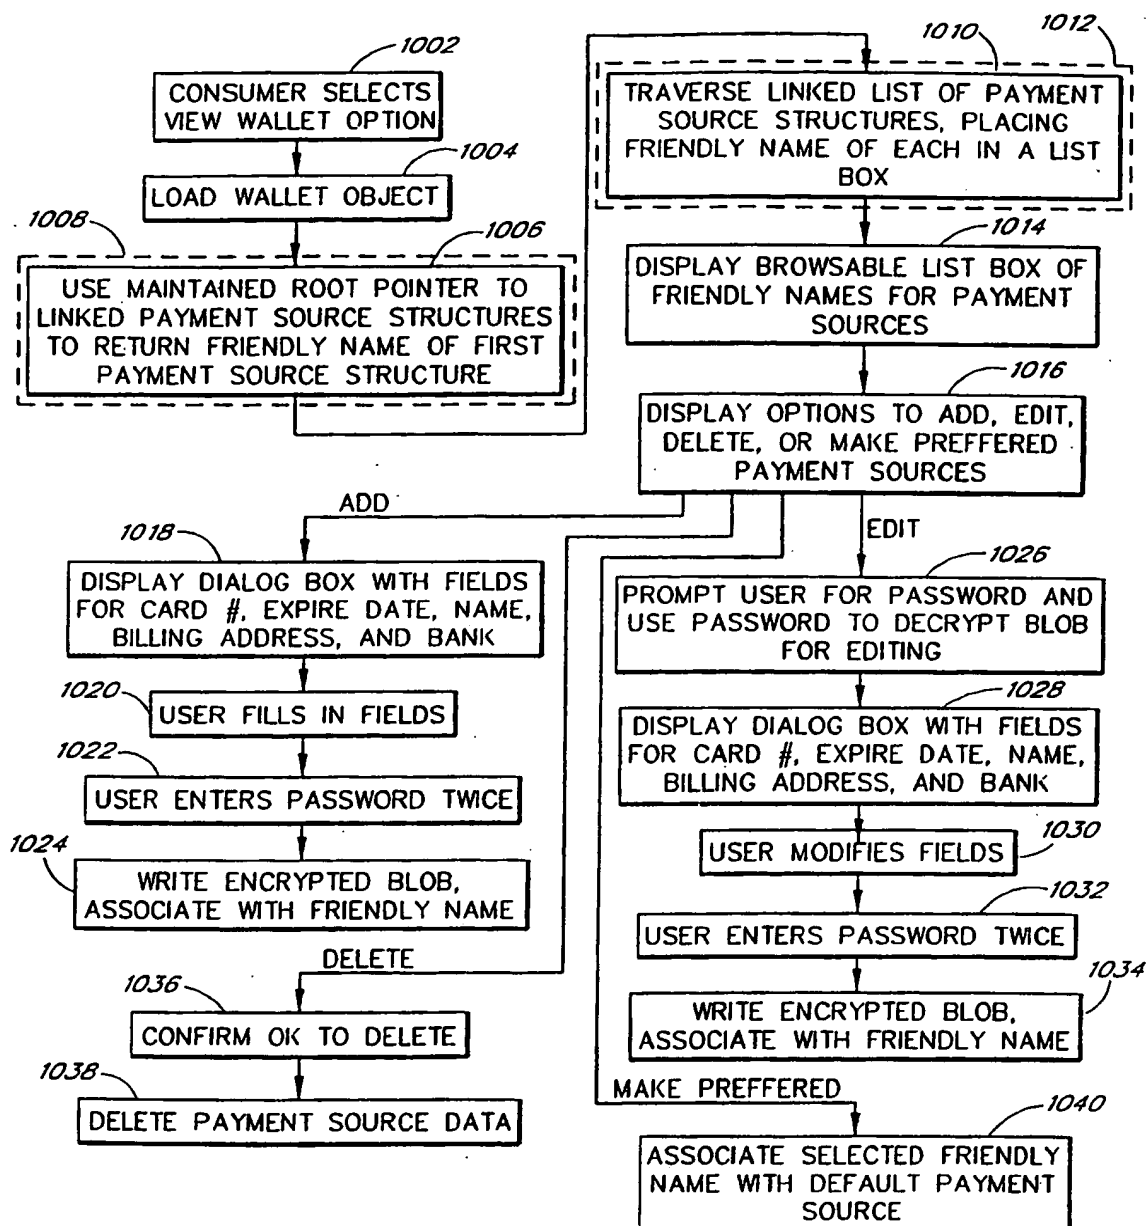 1002
CONSUMER SELECTS
VIEW WALLET OPTION
1004
LOAD WALLET OBJECT
1008
1006
USE MAINTAINED ROOT POINTER TO
LINKED PAYMENT SOURCE STRUCTURES
TO RETURN FRIENDLY NAME OF FIRST
PAYMENT SOURCE STRUCTURE
1010
1012
TRAVERSE LINKED LIST OF PAYMENT
SOURCE STRUCTURES, PLACING
FRIENDLY NAME OF EACH IN A LIST
BOX
1014
DISPLAY BROWSABLE LIST BOX OF
FRIENDLY NAMES FOR PAYMENT
SOURCES
1016
DISPLAY OPTIONS TO ADD, EDIT,
DELETE, OR MAKE PREFFERED
PAYMENT SOURCES
ADD
1018
DISPLAY DIALOG BOX WITH FIELDS
FOR CARD #, EXPIRE DATE, NAME,
BILLING ADDRESS, AND BANK
1020
USER FILLS IN FIELDS
1022
USER ENTERS PASSWORD TWICE
1024
WRITE ENCRYPTED BLOB,
ASSOCIATE WITH FRIENDLY NAME
EDIT
1026
PROMPT USER FOR PASSWORD AND
USE PASSWORD TO DECRYPT BLOB
FOR EDITING
1028
DISPLAY DIALOG BOX WITH FIELDS
FOR CARD #, EXPIRE DATE, NAME,
BILLING ADDRESS, AND BANK
1030
USER MODIFIES FIELDS
1032
USER ENTERS PASSWORD TWICE
1034
WRITE ENCRYPTED BLOB,
ASSOCIATE WITH FRIENDLY NAME
DELETE
1036
CONFIRM OK TO DELETE
1038
DELETE PAYMENT SOURCE DATA
MAKE PREFFERED
1040
ASSOCIATE SELECTED FRIENDLY
NAME WITH DEFAULT PAYMENT
SOURCE